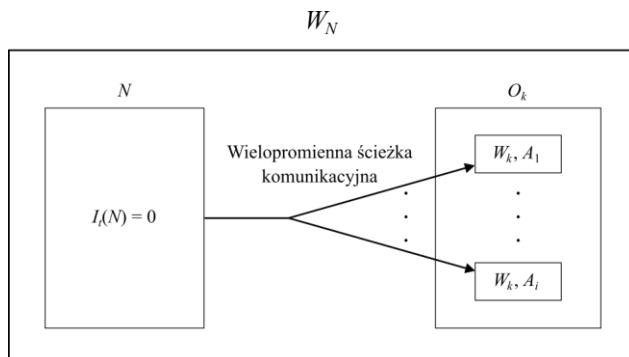 W_N
N
O_k
Wielopromienna ścieżka
komunikacyjna
W_k, A_1
I_t(N) = 0
W_k, A_i